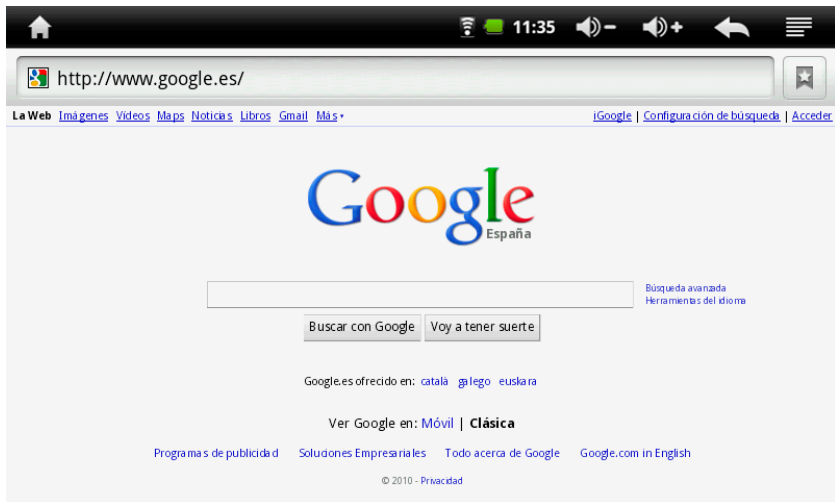 11:35
http://www.google.es/
La Web Imágenes Vídeos Maps Noticias Libros Gmail Más iGoogle | Configuración de búsqueda | Acceder
Google
España
Búsqueda avanzada
Herramientas del idioma
Buscar con Google Voy a tener suerte
Google.es ofrecido en: català galego euskara
Ver Google en: Móvil | Clásica
Programas de publicidad Soluciones Empresariales Todo acerca de Google Google.com in English
© 2010 - Privacidad